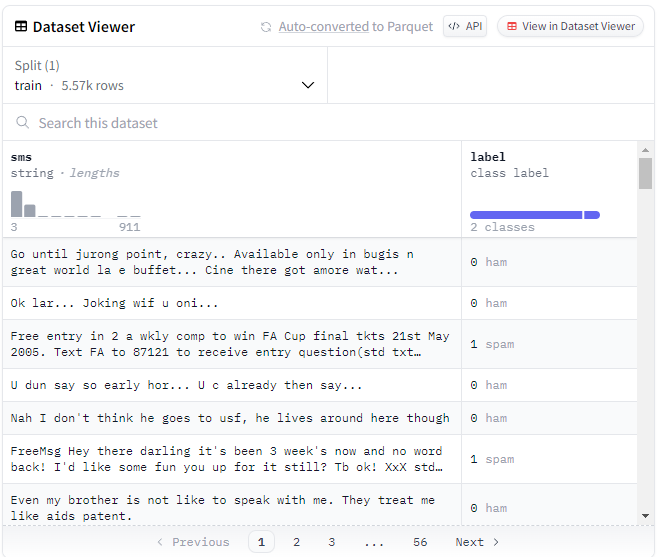 Dataset Viewer
Auto-converted to Parquet
</> API
View in Dataset Viewer
Split (1)
train · 5.57k rows
Search this dataset
sms
string · lengths
3
911
label
class label
2 classes
Go until jurong point, crazy.. Available only in bugis n
great world la e buffet... Cine there got amore wat...
0 ham
Ok lar... Joking wif u oni...
0 ham
Free entry in 2 a wkly comp to win FA Cup final tkts 21st May
2005. Text FA to 87121 to receive entry question(std txt…
1 spam
U dun say so early hor... U c already then say...
0 ham
Nah I don't think he goes to usf, he lives around here though
0 ham
FreeMsg Hey there darling it's been 3 week's now and no word
back! I'd like some fun you up for it still? Tb ok! XxX std…
1 spam
Even my brother is not like to speak with me. They treat me
like aids patent.
0 ham
< Previous 1 2 3 ... 56 Next >